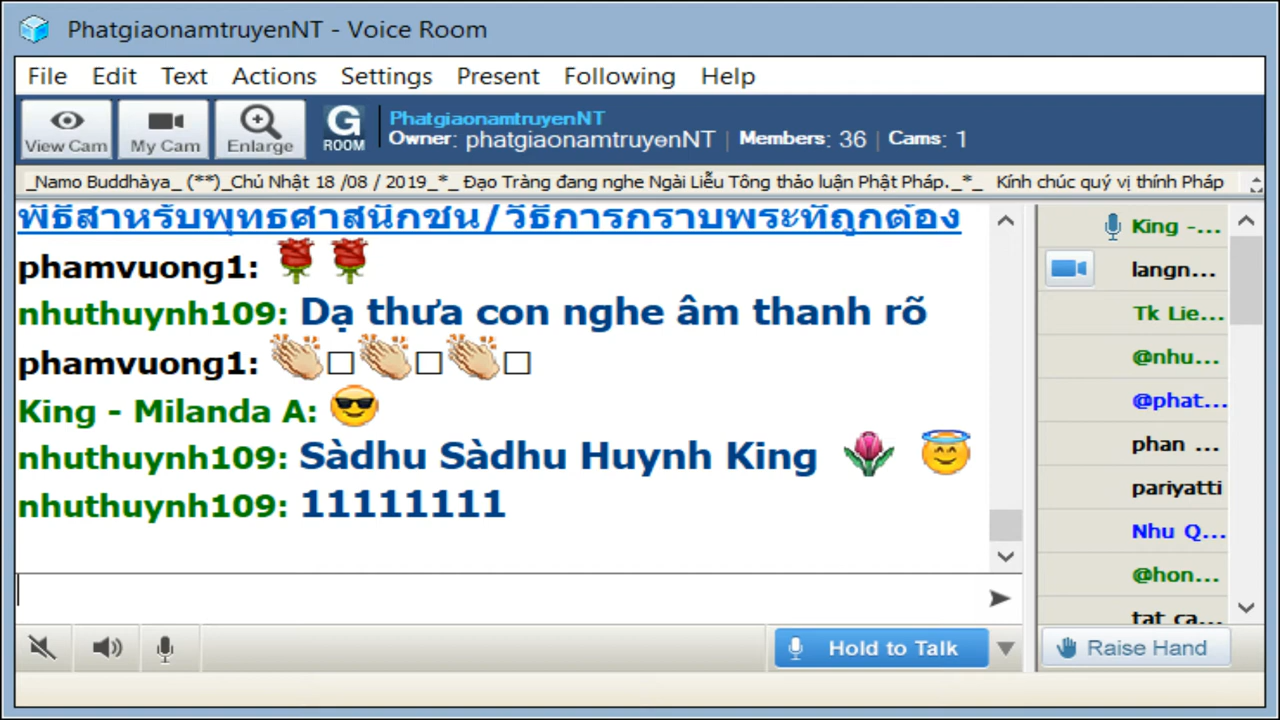 PhatgiaonamtruyenNT - Voice Room
File Edit Text Actions Settings Present Following Help
View Cam My Cam Enlarge
G ROOM
PhatgiaonamtruyenNT
Owner: phatgiaonamtruyenNT | Members: 36 | Cams: 1
_Namo Buddhàya_ (**)_Chủ Nhật 18 /08 / 2019_*_ Đạo Tràng đang nghe Ngài Liễu Tông thảo luận Phật Pháp._*_ Kính chúc quý vị thính Pháp
พิธีสำหรับพุทธศาสนิกชน/วิธีการกราบพระที่ถูกต้อง
phamvuong1: 🌹 🌹
nhuthuynh109: Dạ thưa con nghe âm thanh rõ
phamvuong1: 👏□👏□👏□
King - Milanda A: 😎
nhuthuynh109: Sàdhu Sàdhu Huynh King 🌷 😇
nhuthuynh109: 11111111
King -...
langn...
Tk Lie...
@nhu...
@phat...
phan ...
pariyatti
Nhu Q...
@hon...
tat ca...
Hold to Talk
Raise Hand